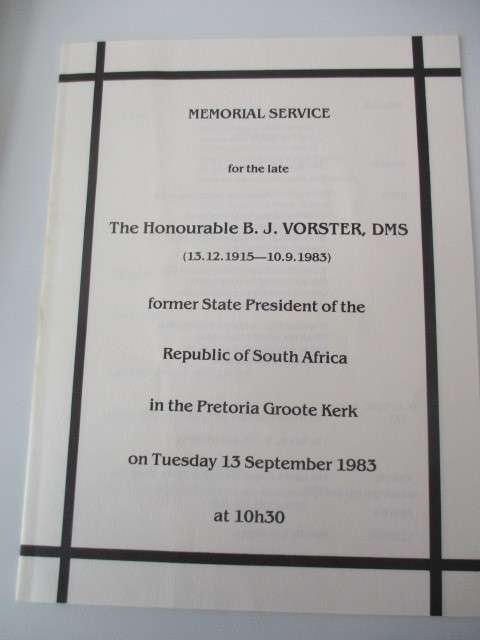 MEMORIAL SERVICE
for the late
The Honourable B. J. VORSTER, DMS
(13.12.1915—10.9.1983)
former State President of the
Republic of South Africa
in the Pretoria Groote Kerk
on Tuesday 13 September 1983
at 10h30